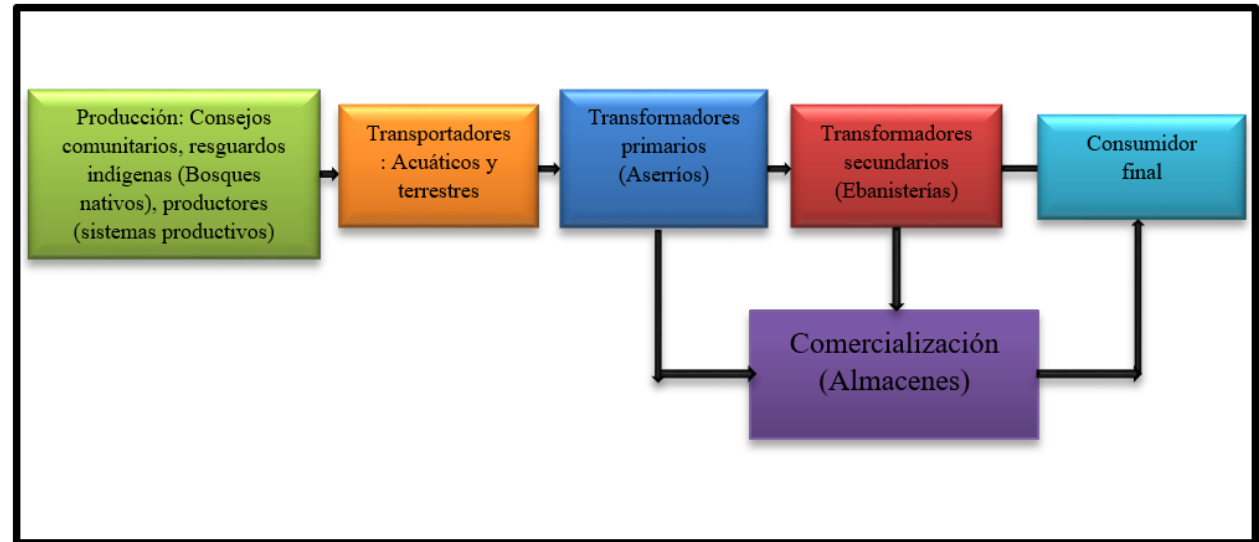 Producción: Consejos
comunitarios, resguardos
indígenas (Bosques
nativos), productores
(sistemas productivos)
Transportadores
: Acuáticos y
terrestres
Transformadores
primarios
(Aserríos)
Transformadores
secundarios
(Ebanisterías)
Consumidor
final
Comercialización
(Almacenes)